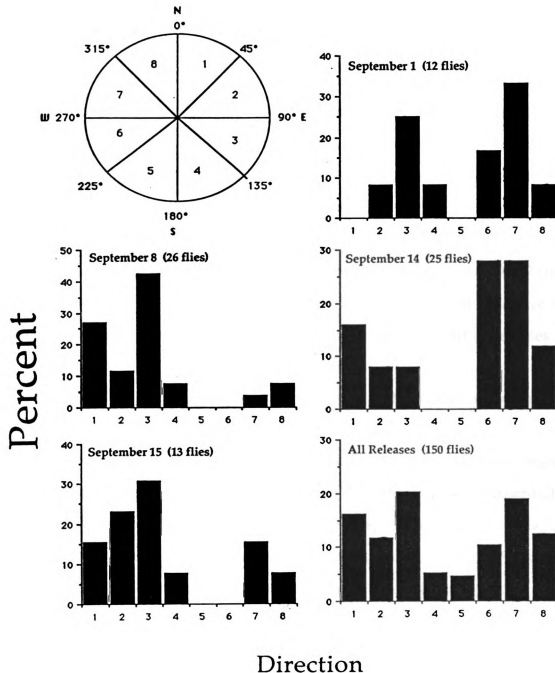 N
0°
315° 45°
8 1
7 2
W 270° 90° E
6 3
5 4
225° 135°
180°
S
September 1 (12 flies)
40
30
20
10
0
1 2 3 4 5 6 7 8
Percent
September 8 (26 flies)
50
40
30
20
10
0
1 2 3 4 5 6 7 8
September 14 (25 flies)
30
20
10
0
1 2 3 4 5 6 7 8
September 15 (13 flies)
40
30
20
10
0
1 2 3 4 5 6 7 8
All Releases (150 flies)
30
20
10
0
1 2 3 4 5 6 7 8
Direction